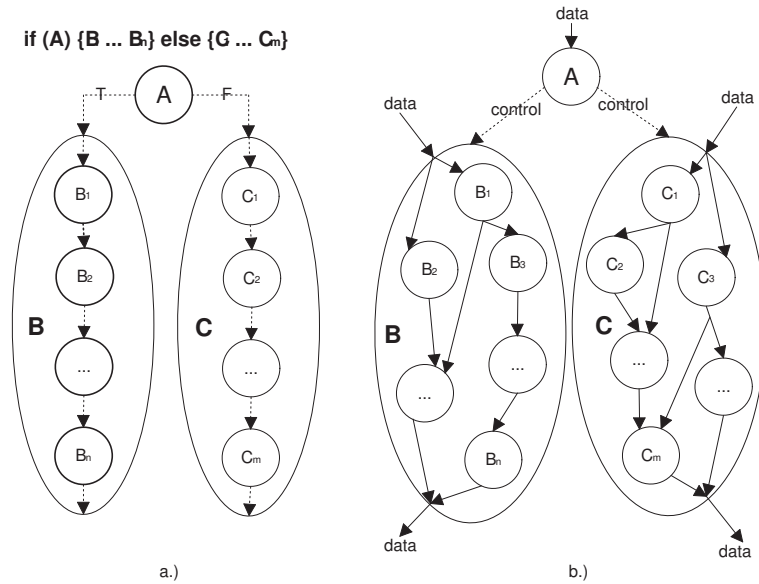 if (A) {B ... Bn} else {C ... Cm}
T
A
F
B1
B2
...
Bn
B
C1
C2
...
Cm
C
a.)
data
A
control
control
data
data
B1
B2
B3
B
...
...
Bn
data
C1
C2
C3
C
...
...
Cm
data
b.)